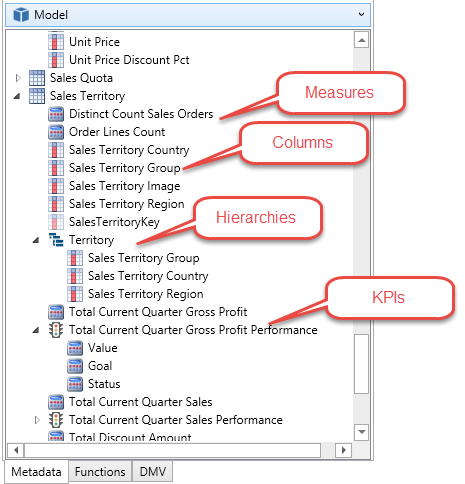 Model
Unit Price
Unit Price Discount Pct
Sales Quota
Sales Territory
Distinct Count Sales Orders
Measures
Order Lines Count
Sales Territory Country
Columns
Sales Territory Group
Sales Territory Image
Sales Territory Region
Hierarchies
SalesTerritoryKey
Territory
Sales Territory Group
Sales Territory Country
Sales Territory Region
KPIs
Total Current Quarter Gross Profit
Total Current Quarter Gross Profit Performance
Value
Goal
Status
Total Current Quarter Sales
Total Current Quarter Sales Performance
Total Discount Amount
Metadata Functions DMV